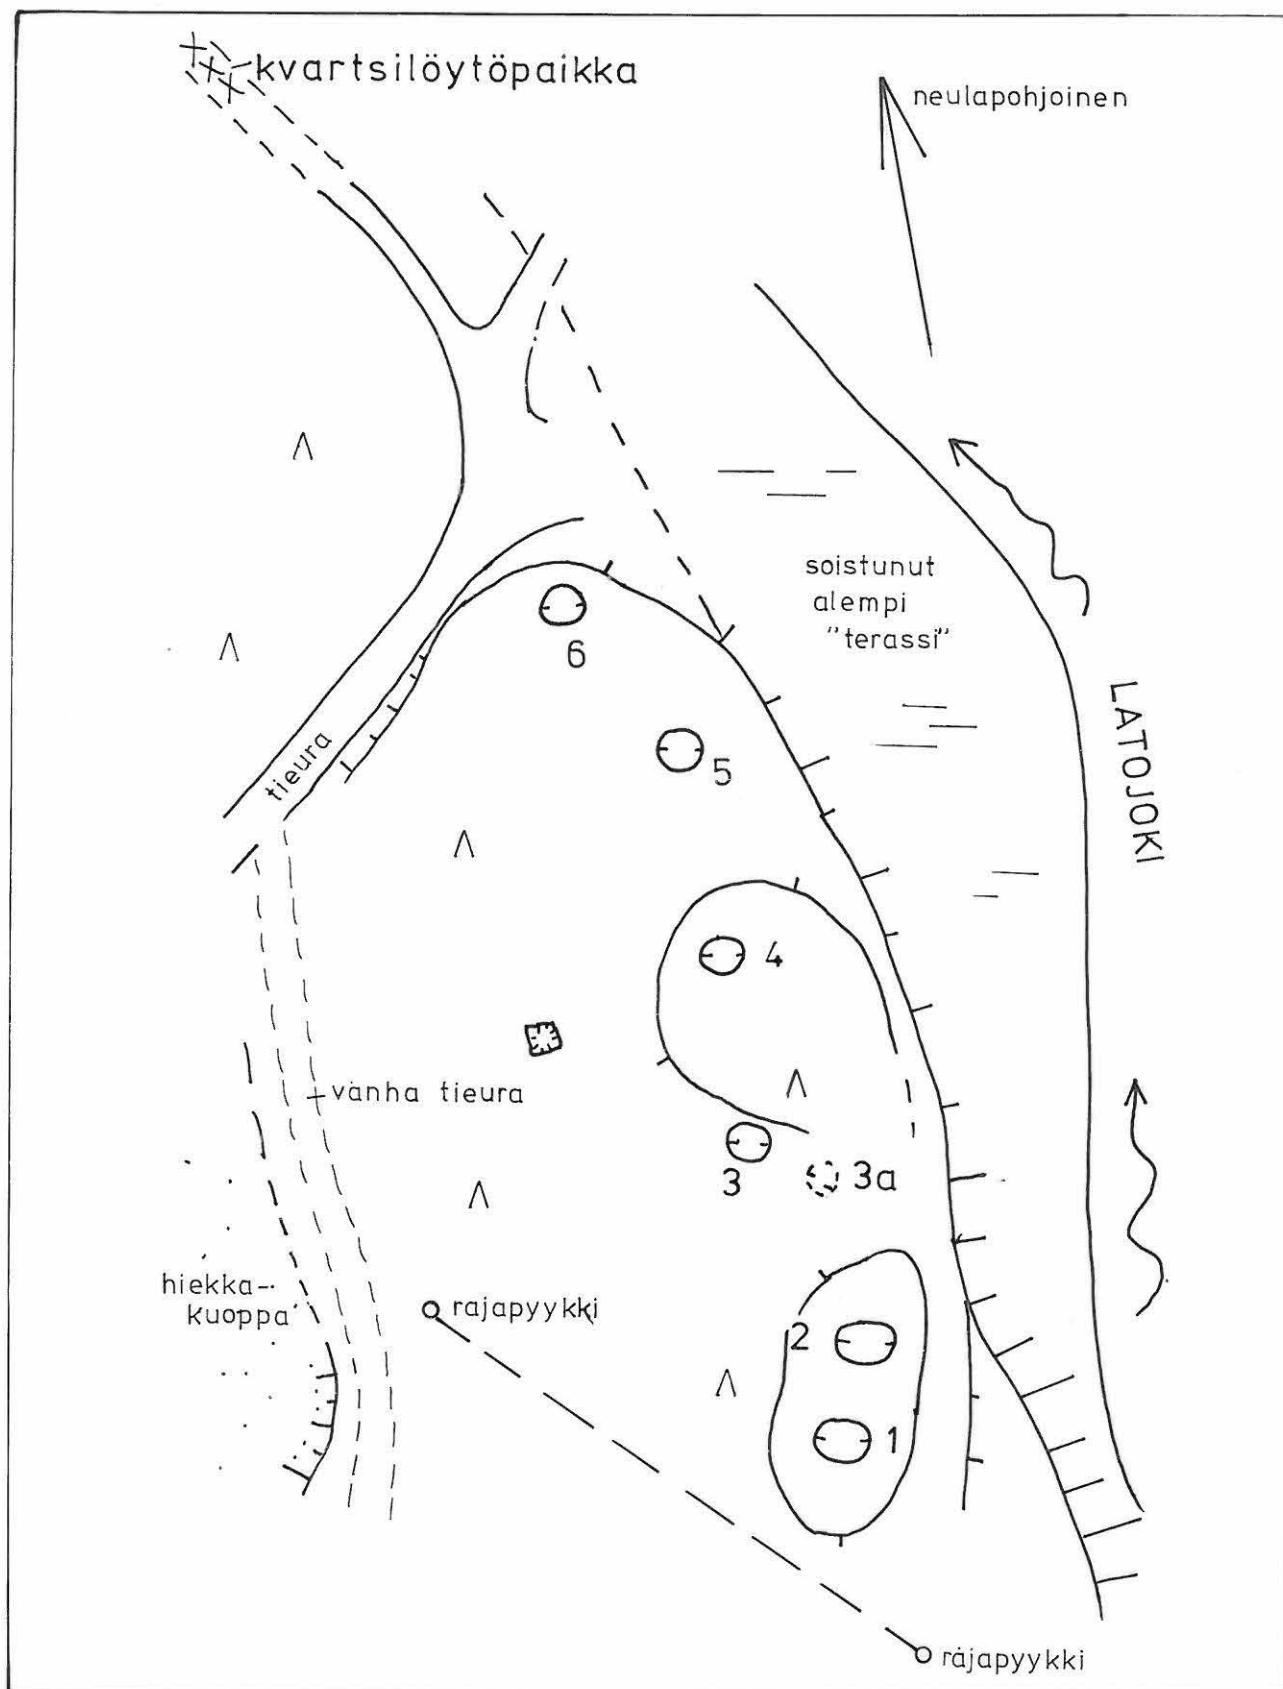 kvartsilöytöpaikka
neulapohjoinen
soistunut
alempi
"terassi"
6
5
LATOJOKI
tieura
4
vanha tieura
3
3a
hiekka-
kuoppa
rajapyykki
2
1
rajapyykki